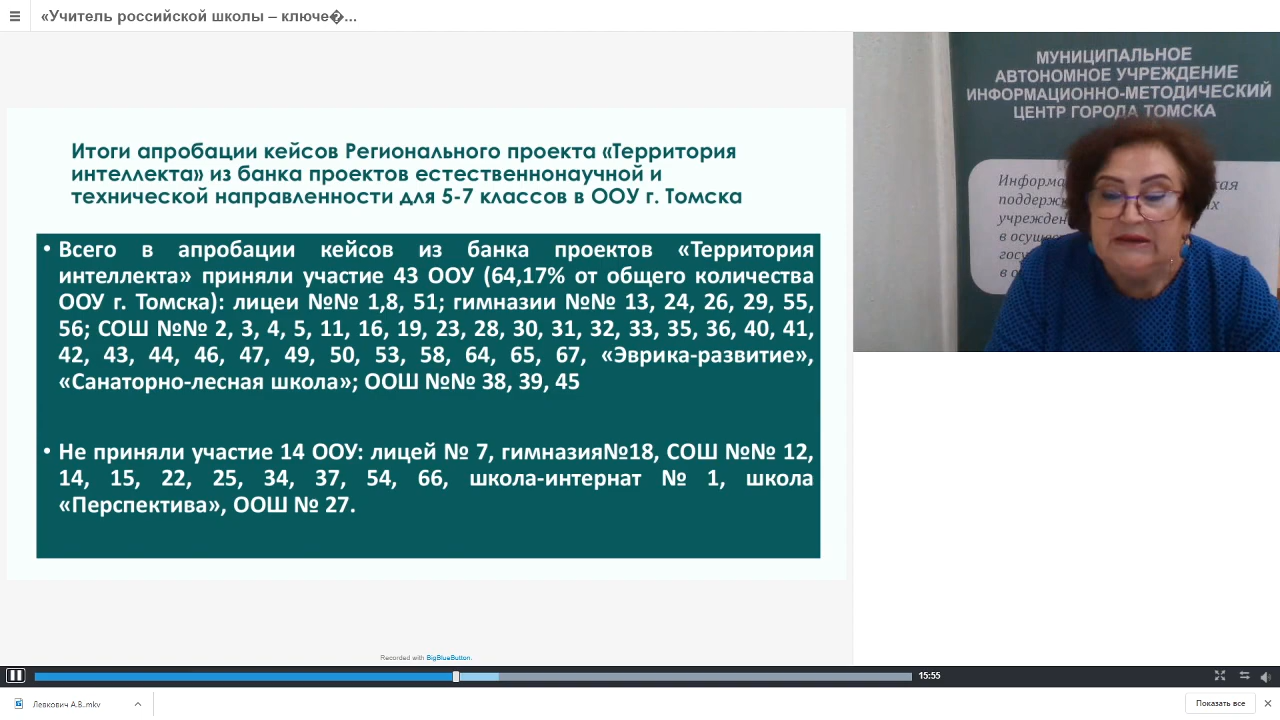 «Учитель российской школы – ключе�...
МУНИЦИПАЛЬНОЕ
АВТОНОМНОЕ УЧРЕЖДЕНИЕ
ИНФОРМАЦИОННО-МЕТОДИЧЕСКИЙ
ЦЕНТР ГОРОДА ТОМСКА
Итоги апробации кейсов Регионального проекта «Территория
интеллекта» из банка проектов естественнонаучной и
технической направленности для 5-7 классов в ООУ г. Томска
• Всего в апробации кейсов из банка проектов «Территория
интеллекта» приняли участие 43 ООУ (64,17% от общего количества
ООУ г. Томска): лицеи №№ 1,8, 51; гимназии №№ 13, 24, 26, 29, 55,
56; СОШ №№ 2, 3, 4, 5, 11, 16, 19, 23, 28, 30, 31, 32, 33, 35, 36, 40, 41,
42, 43, 44, 46, 47, 49, 50, 53, 58, 64, 65, 67, «Эврика-развитие»,
«Санаторно-лесная школа»; ООШ №№ 38, 39, 45
• Не приняли участие 14 ООУ: лицей № 7, гимназия№18, СОШ №№ 12,
14, 15, 22, 25, 34, 37, 54, 66, школа-интернат № 1, школа
«Перспектива», ООШ № 27.
Recorded with BigBlueButton.
15:55
Левкович А.В..mkv
Показать все